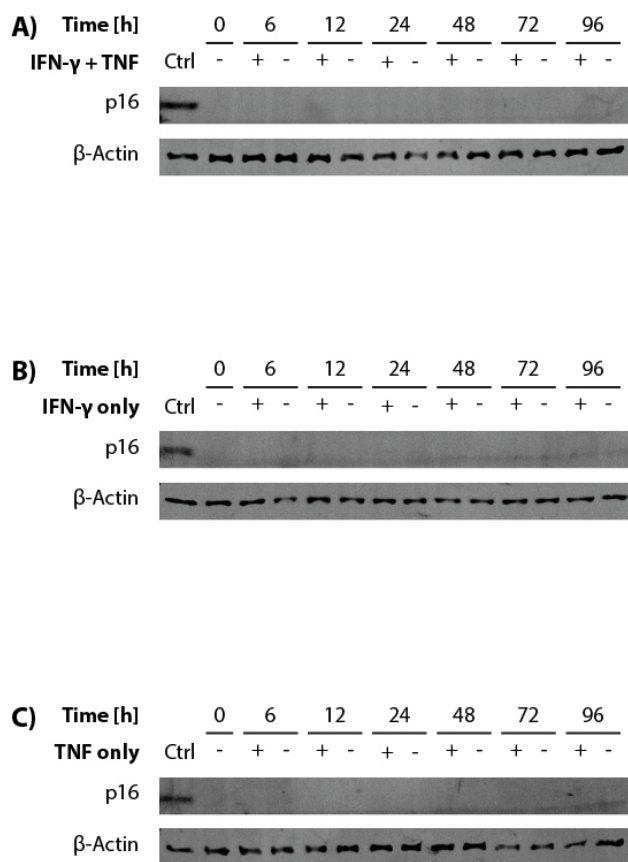 A) Time [h] 0 6 12 24 48 72 96
IFN-γ + TNF Ctrl - + - + - + - + - + - + -
p16
β-Actin
B) Time [h] 0 6 12 24 48 72 96
IFN-γ only Ctrl - + - + - + - + - + - + -
p16
β-Actin
C) Time [h] 0 6 12 24 48 72 96
TNF only Ctrl - + - + - + - + - + - + -
p16
β-Actin